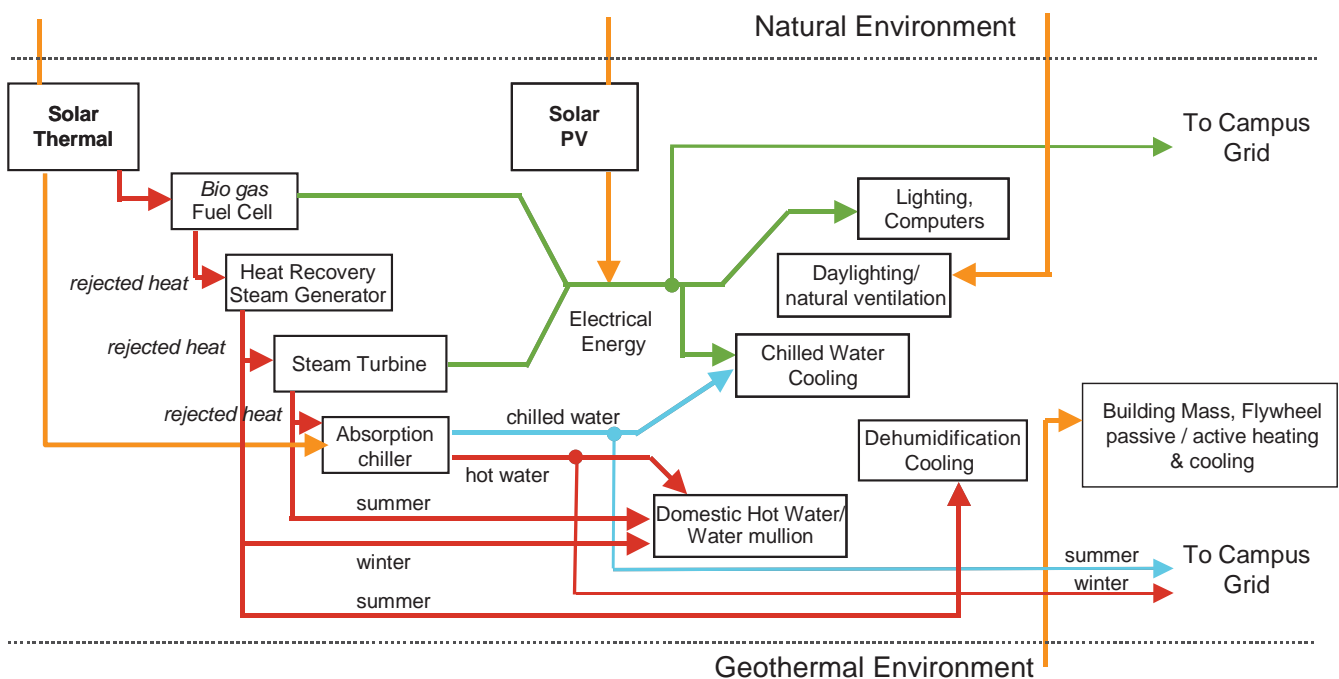 Natural Environment
Solar
Thermal
Solar
PV
To Campus
Grid
Bio gas
Fuel Cell
Lighting,
Computers
rejected heat
Heat Recovery
Steam Generator
Daylighting/
natural ventilation
Electrical
Energy
rejected heat
Steam Turbine
Chilled Water
Cooling
rejected heat
chilled water
Absorption
chiller
hot water
Dehumidification
Cooling
Building Mass, Flywheel
passive / active heating
& cooling
summer
Domestic Hot Water/
Water mullion
winter
summer
summer
winter
To Campus
Grid
Geothermal Environment